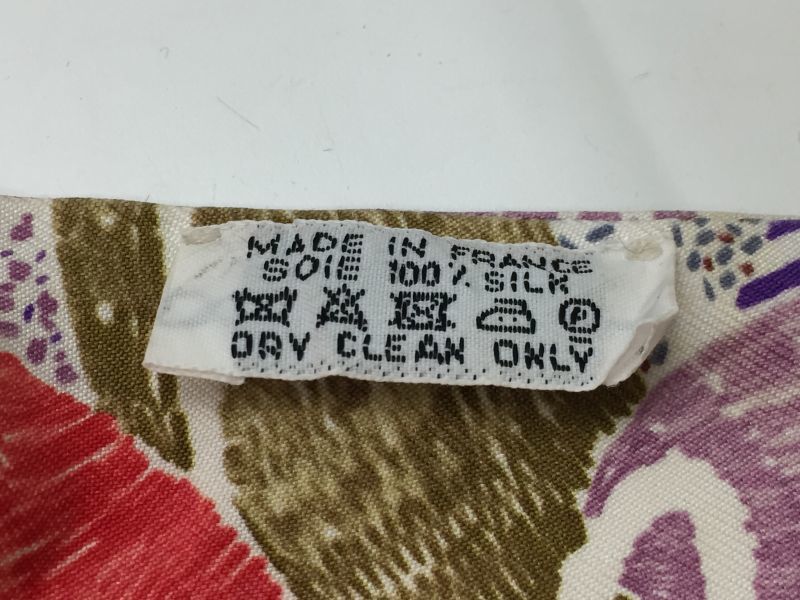 MADE IN FRANCE
SOIE 100% SILK
P
DRY CLEAN ONLY